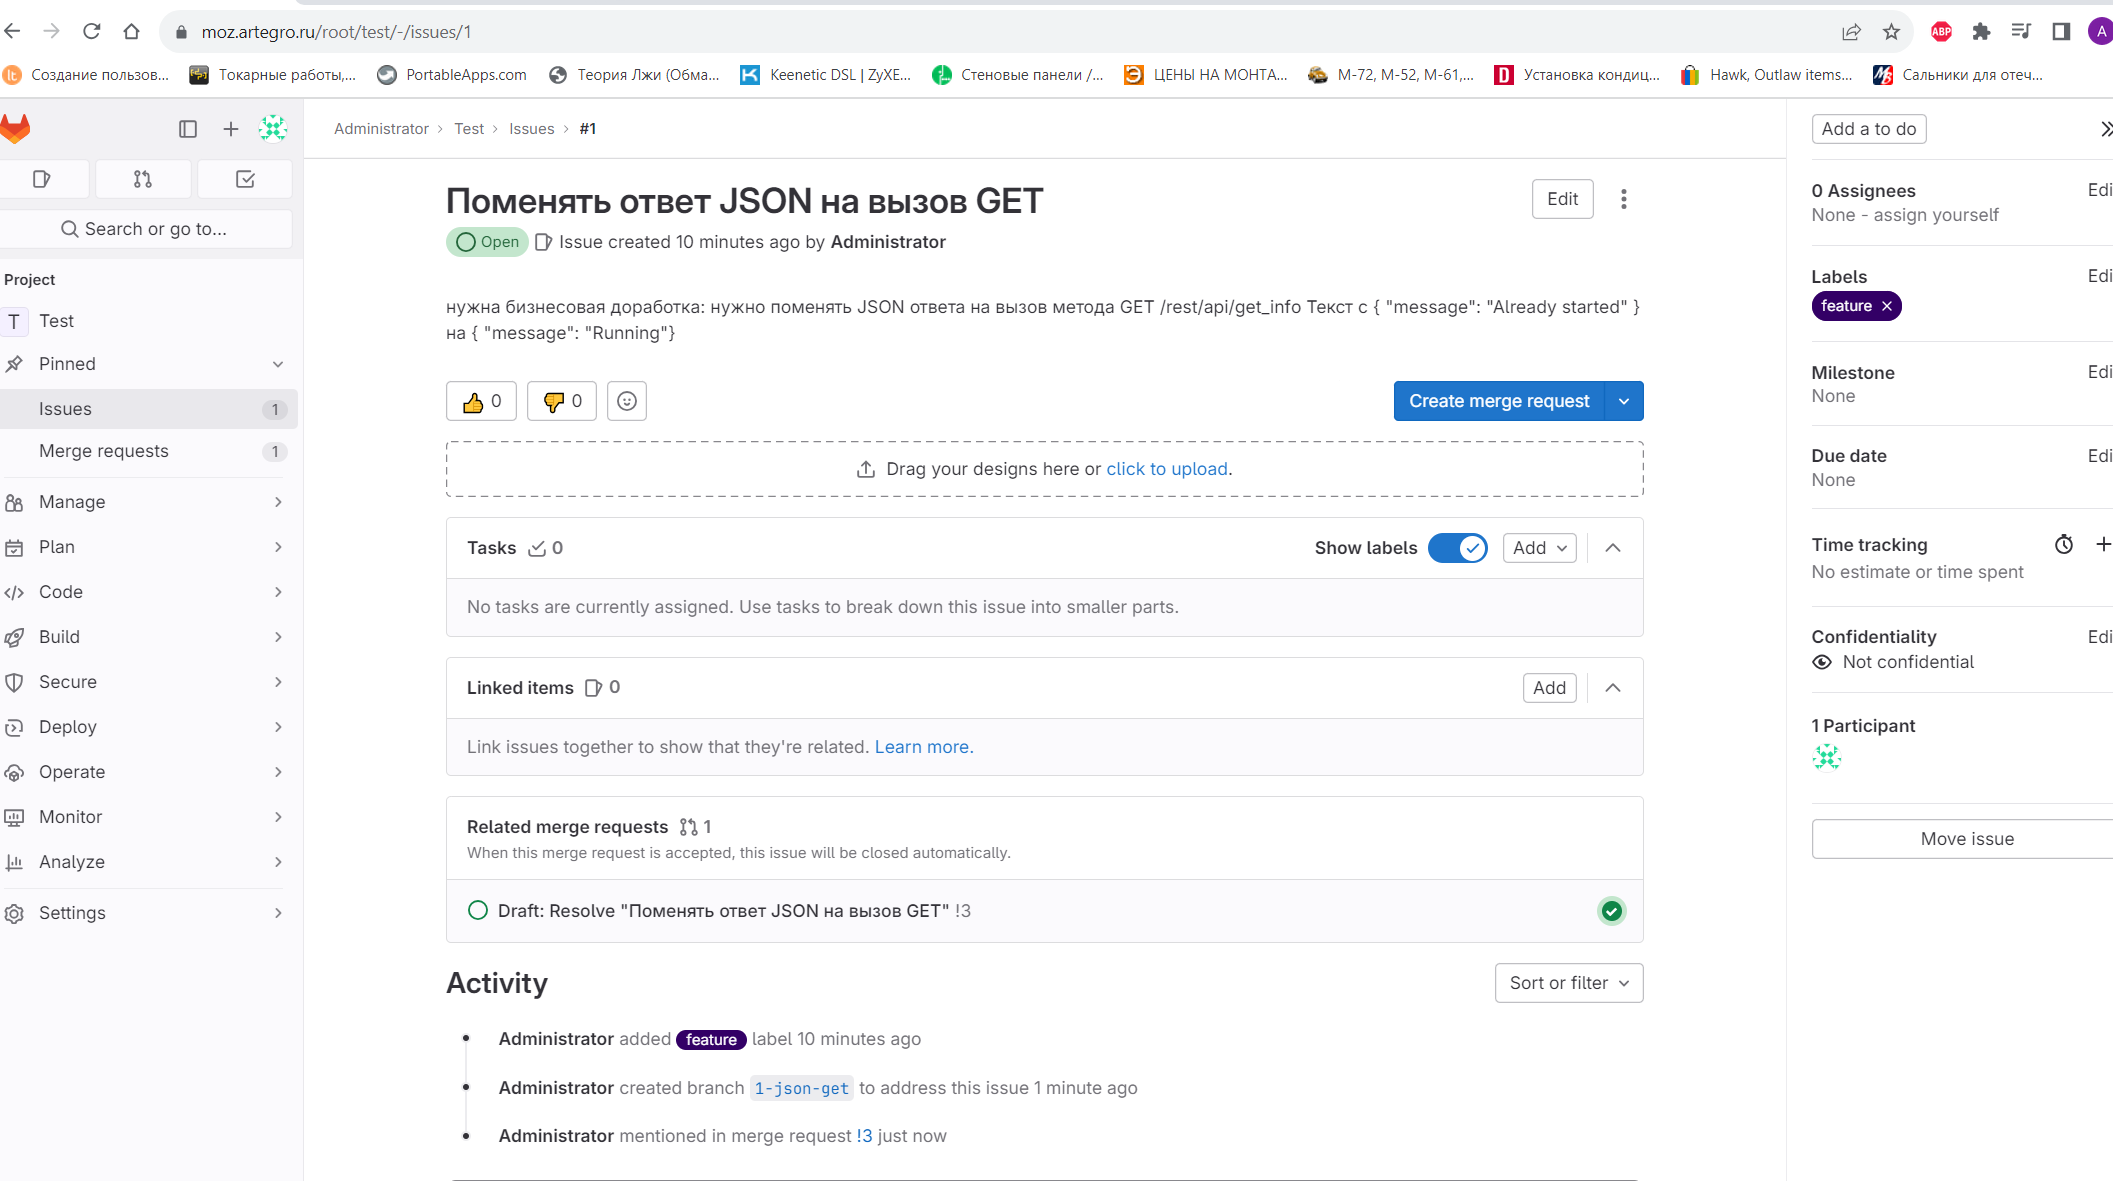 moz.artegro.ru/root/test/-/issues/1
ABP
A
Создание пользов...
Токарные работы,...
PortableApps.com
Теория Лжи (Обма...
Keenetic DSL | ZyXE...
Стеновые панели /...
ЦЕНЫ НА МОНТА...
М-72, М-52, М-61,...
Установка кондиц...
Hawk, Outlaw items...
Сальники для отеч...
Search or go to...
Project
T Test
Pinned
Issues 1
Merge requests 1
Manage
Plan
Code
Build
Secure
Deploy
Operate
Monitor
Analyze
Settings
Administrator › Test › Issues › #1
Поменять ответ JSON на вызов GET
Edit
Open Issue created 10 minutes ago by Administrator
нужна бизнесовая доработка: нужно поменять JSON ответа на вызов метода GET /rest/api/get_info Текст с { "message": "Already started" }
на { "message": "Running"}
0 0
Create merge request
Drag your designs here or click to upload.
Tasks 0
Show labels
Add
No tasks are currently assigned. Use tasks to break down this issue into smaller parts.
Linked items 0
Add
Link issues together to show that they're related. Learn more.
Related merge requests 1
When this merge request is accepted, this issue will be closed automatically.
Draft: Resolve "Поменять ответ JSON на вызов GET" !3
Activity
Sort or filter
Administrator added feature label 10 minutes ago
Administrator created branch 1-json-get to address this issue 1 minute ago
Administrator mentioned in merge request !3 just now
Add a to do
0 Assignees Edi
None - assign yourself
Labels Edi
feature ×
Milestone Edi
None
Due date Edi
None
Time tracking
No estimate or time spent
Confidentiality Edi
Not confidential
1 Participant
Move issue